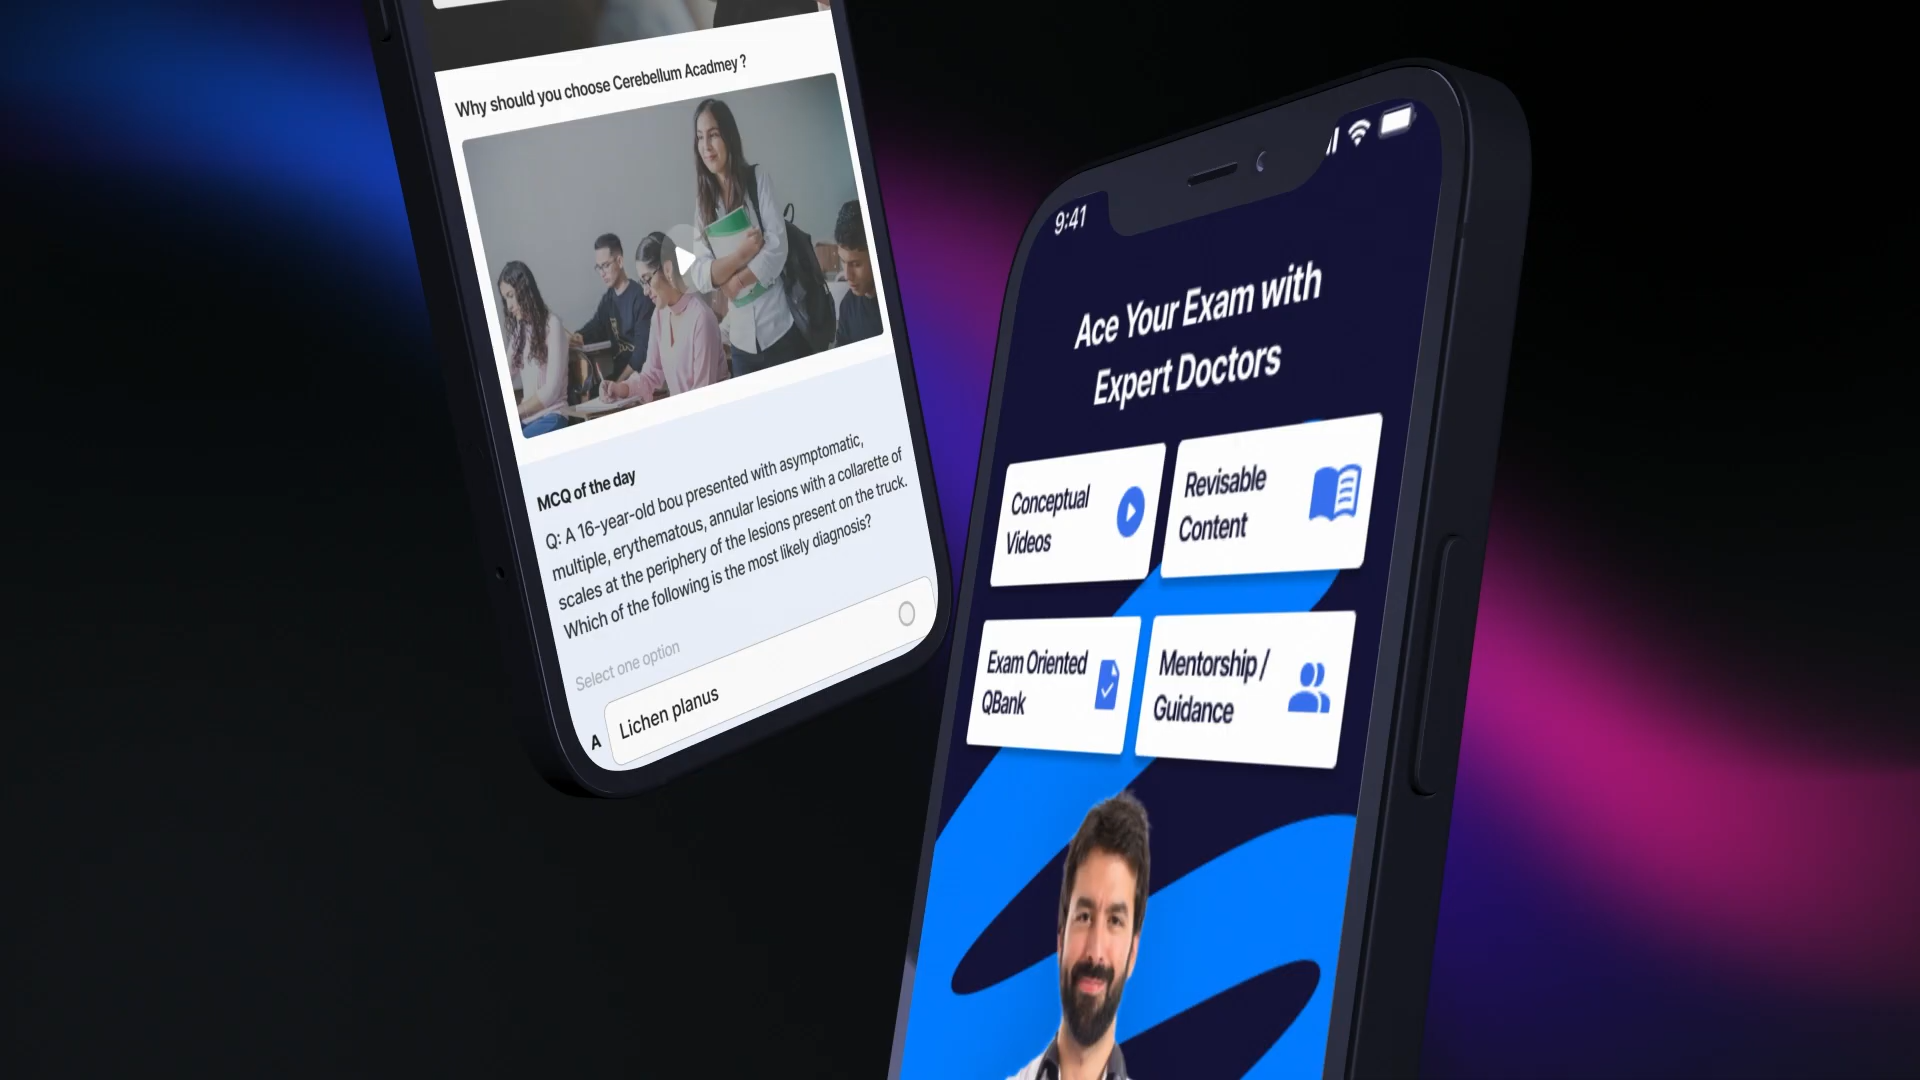 Why should you choose Cerebellum Acadmey ?
MCQ of the day
Q: A 16-year-old bou presented with asymptomatic,
multiple, erythematous, annular lesions with a collarette of
scales at the periphery of the lesions present on the truck.
Which of the following is the most likely diagnosis?
Select one option
A
Lichen planus
9:41
Ace Your Exam with
Expert Doctors
Conceptual
Videos
Revisable
Content
Exam Oriented
QBank
Mentorship /
Guidance